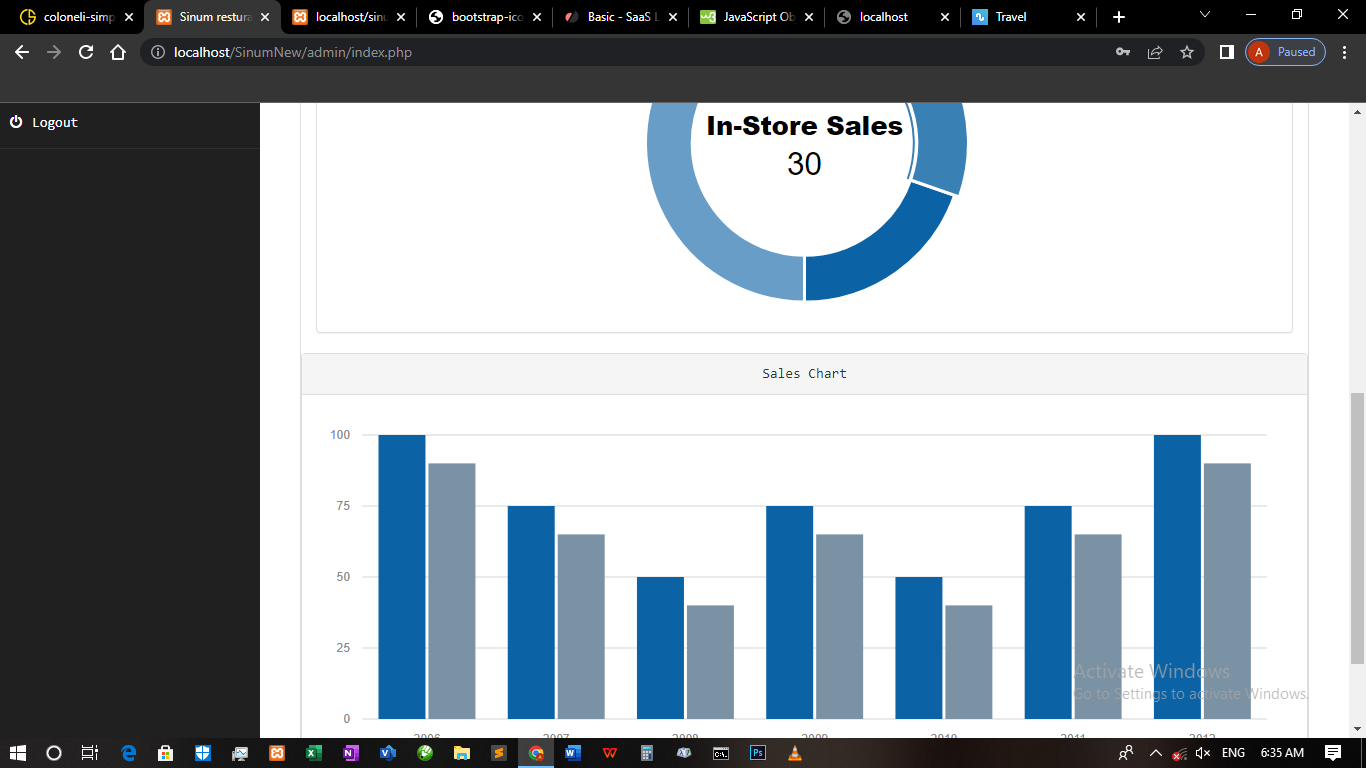 coloneli-simp
Sinum restura
localhost/sinu
bootstrap-ico
Basic - SaaS L
JavaScript Ob
localhost
Travel
localhost/SinumNew/admin/index.php
A Paused
Logout
In-Store Sales
30
Sales Chart
100
75
50
25
0
2006 2007 2008 2009 2010 2011 2012
Activate Windows
Go to Settings to activate Windows.
ENG 6:35 AM